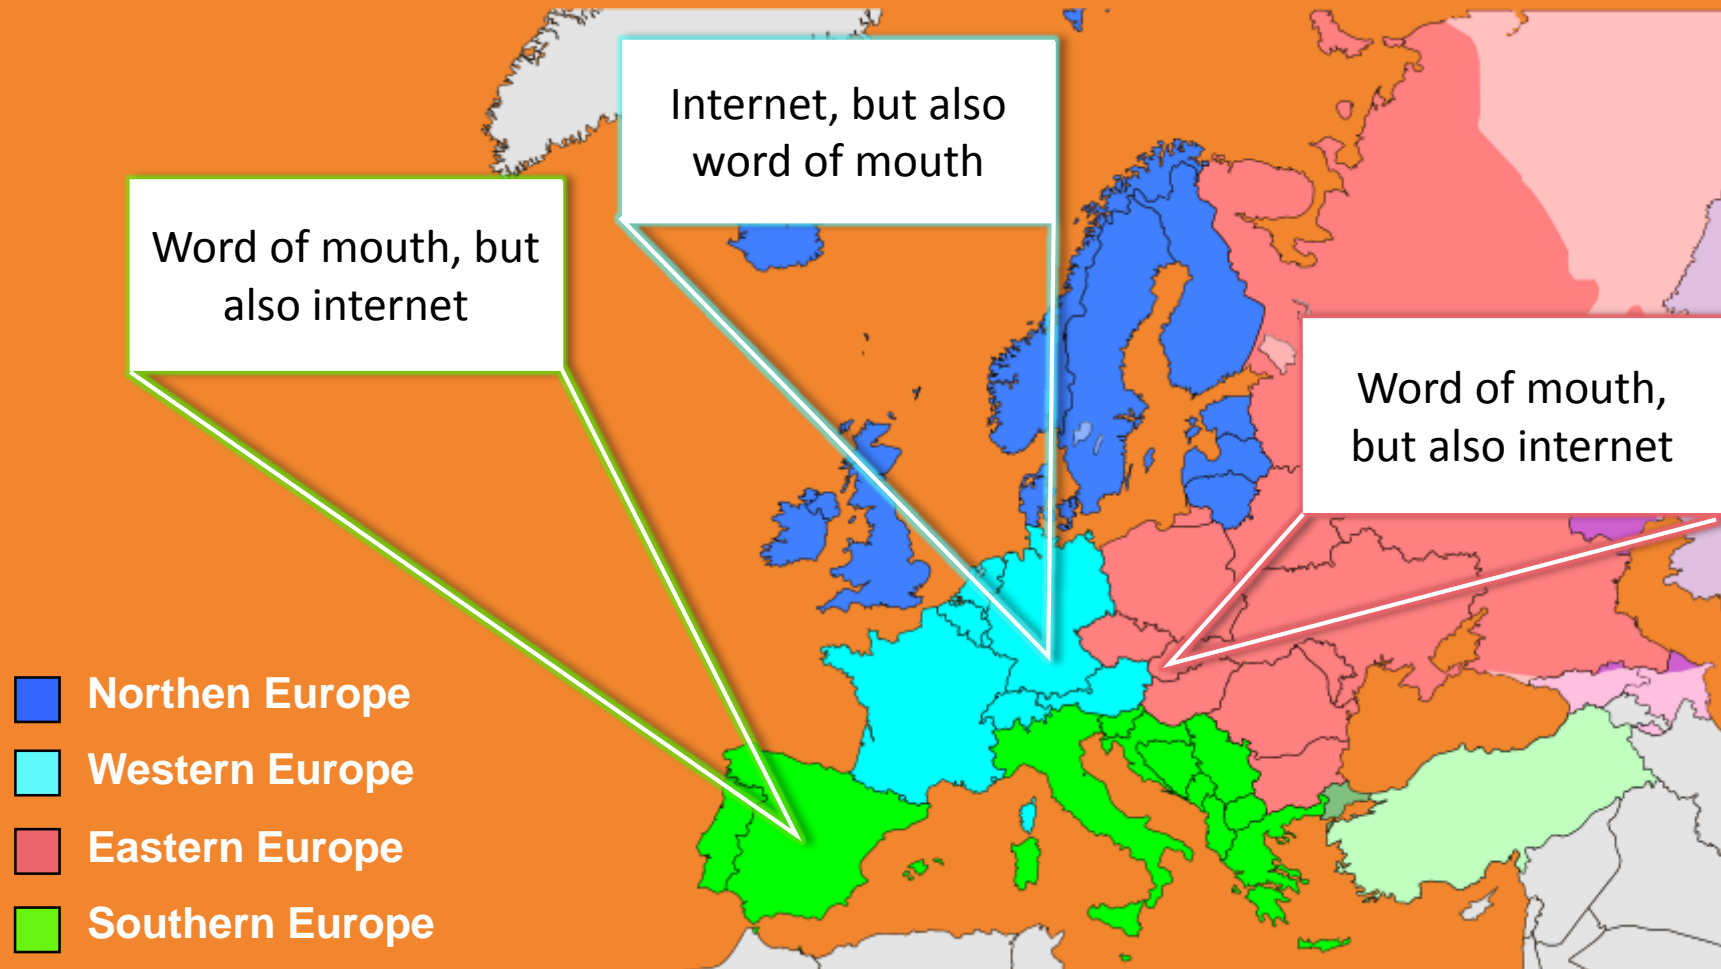 Internet, but also
word of mouth
Word of mouth, but
also internet
Word of mouth,
but also internet
Northen Europe
Western Europe
Eastern Europe
Southern Europe